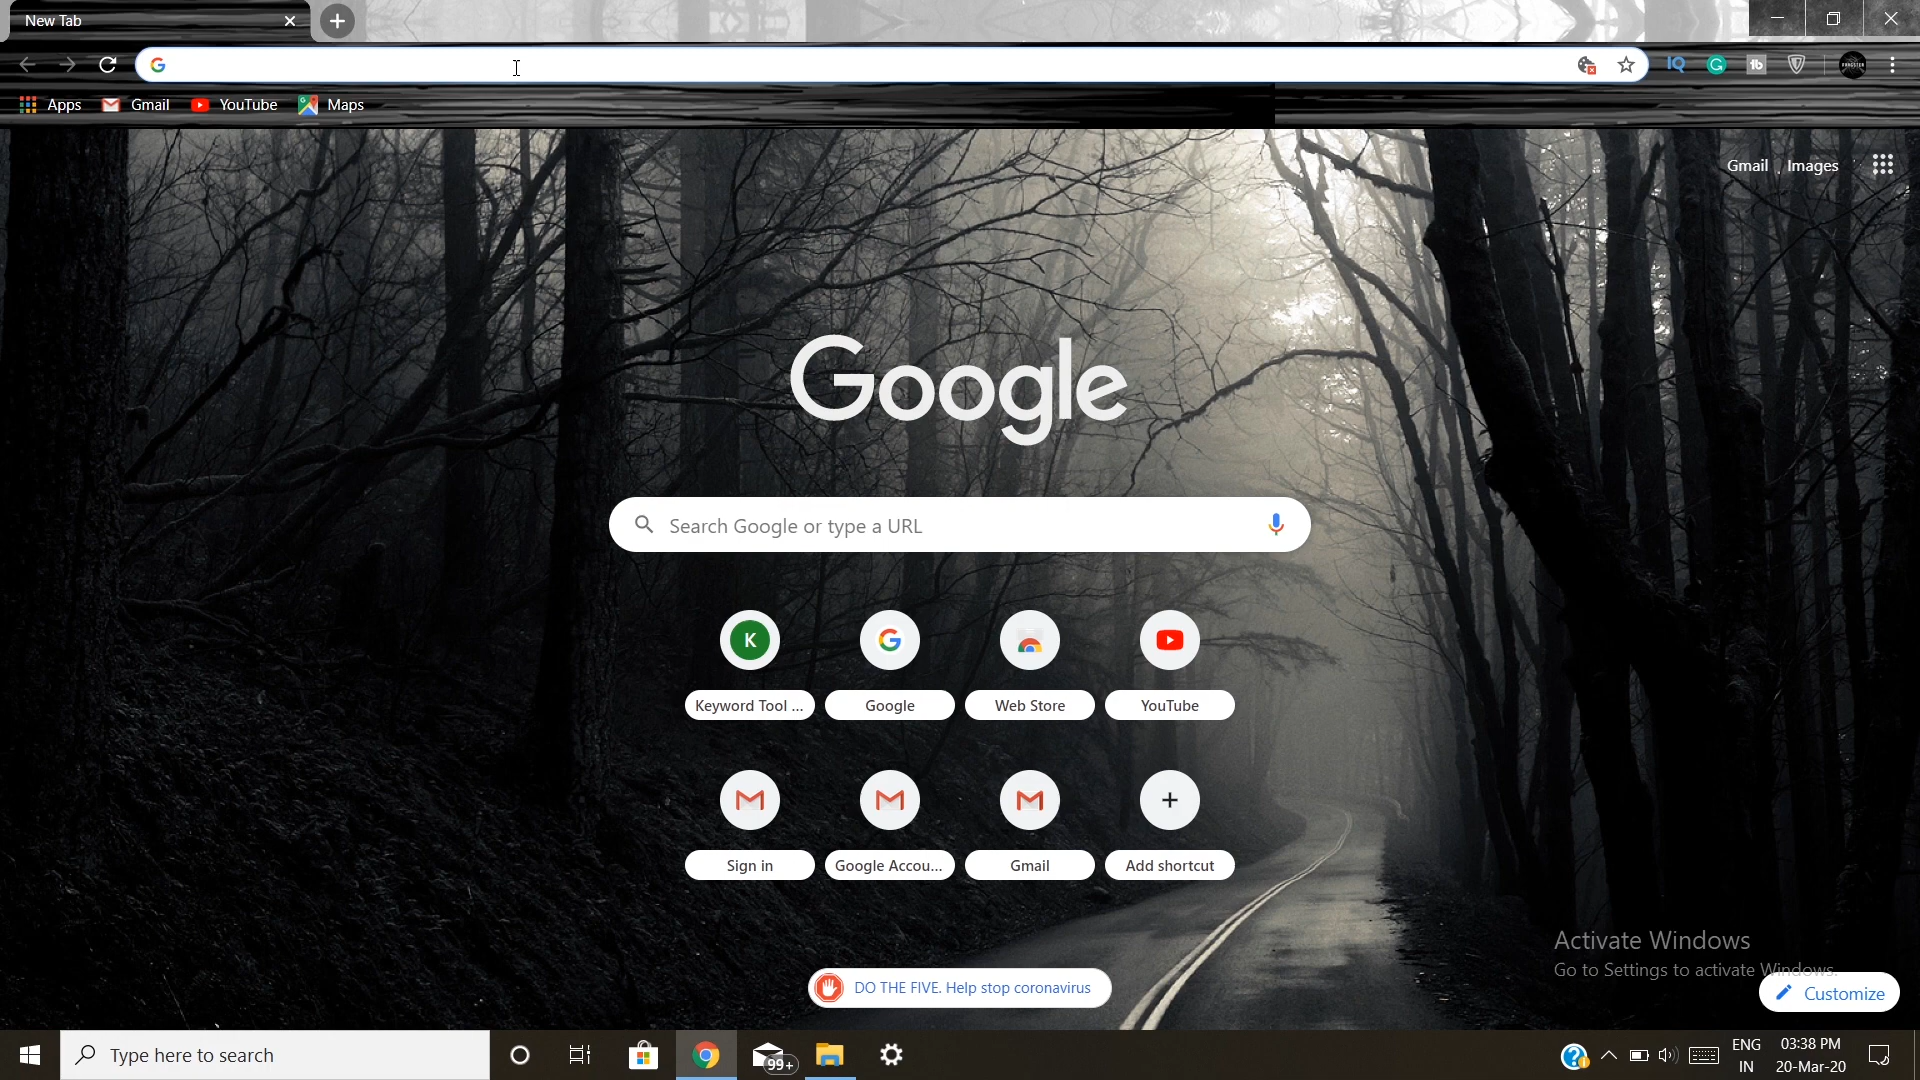 New Tab
Apps Gmail YouTube Maps
Gmail Images
Google
Search Google or type a URL
K
Keyword Tool ... Google Web Store YouTube
Sign in Google Accou... Gmail Add shortcut
Activate Windows
Go to Settings to activate Windows.
DO THE FIVE. Help stop coronavirus
Customize
Type here to search
99+
ENG
IN
03:38 PM
20-Mar-20